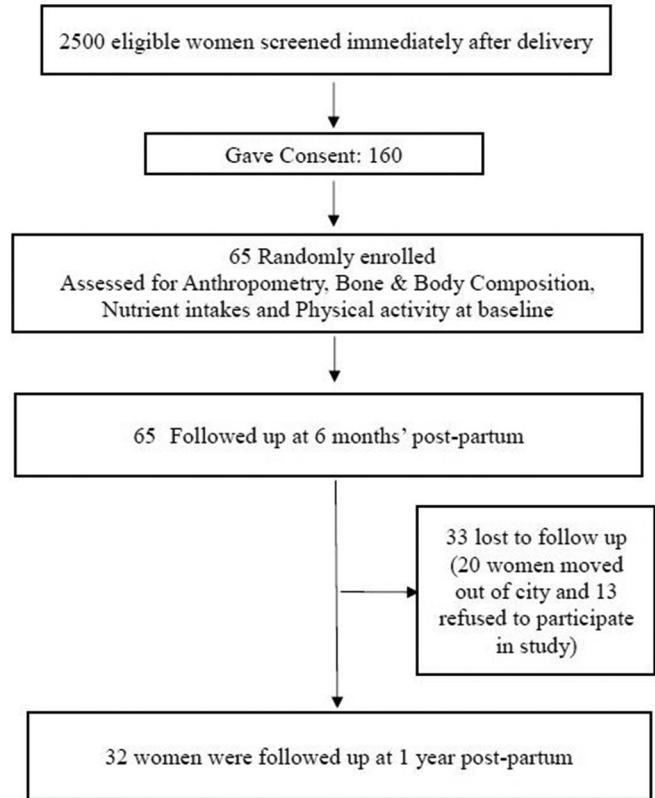 2500 eligible women screened immediately after delivery
Gave Consent: 160
65 Randomly enrolled
Assessed for Anthropometry, Bone & Body Composition,
Nutrient intakes and Physical activity at baseline
65 Followed up at 6 months’ post-partum
33 lost to follow up
(20 women moved
out of city and 13
refused to participate
in study)
32 women were followed up at 1 year post-partum